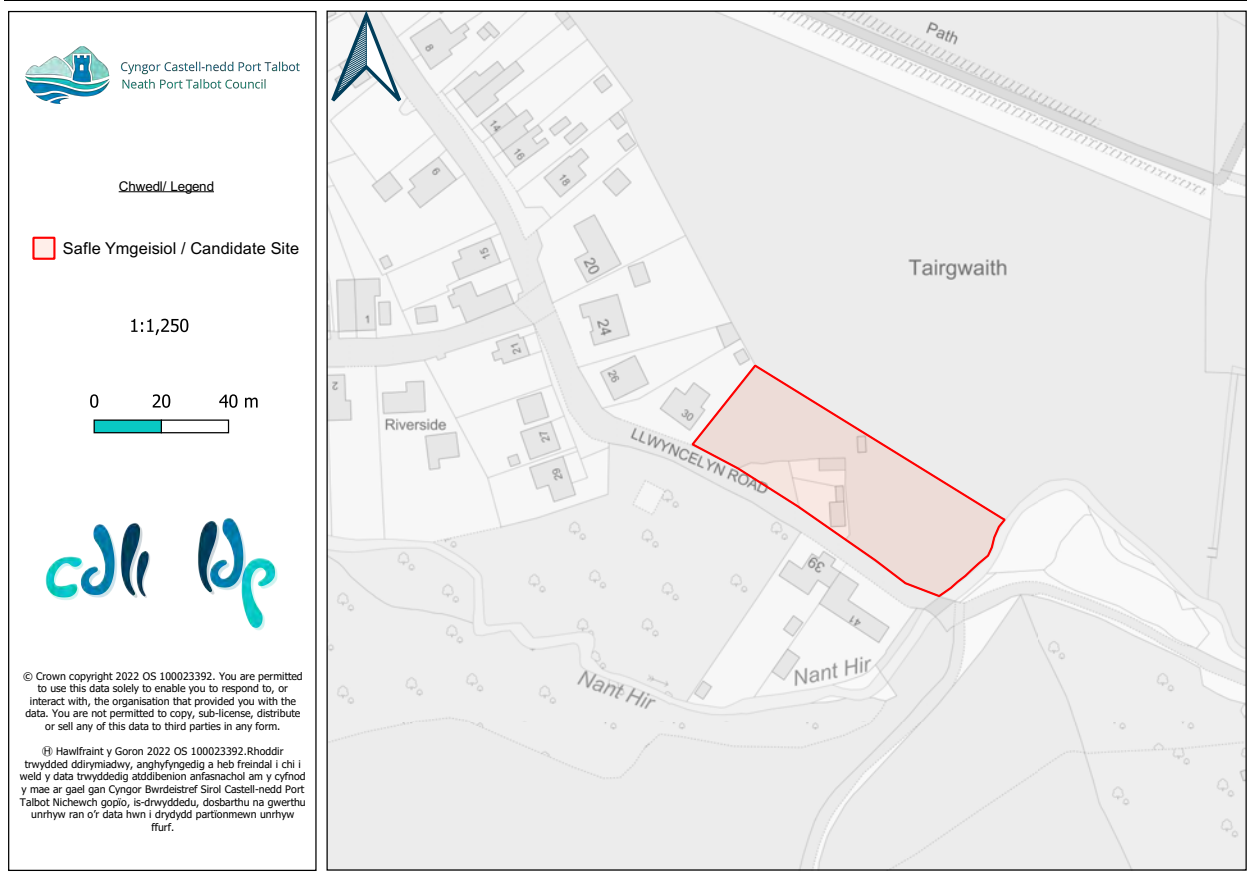 Cyngor Castell-nedd Port Talbot
Neath Port Talbot Council
Chwedl/ Legend
Safle Ymgeisiol / Candidate Site
1:1,250
0 20 40 m
cdll ldp
© Crown copyright 2022 OS 100023392. You are permitted
to use this data solely to enable you to respond to, or
interact with, the organisation that provided you with the
data. You are not permitted to copy, sub-license, distribute
or sell any of this data to third parties in any form.
Ⓗ Hawlfraint y Goron 2022 OS 100023392.Rhoddir
trwydded ddirymiadwy, anghyfyngedig a heb freindal i chi i
weld y data trwyddedig atddibenion anfasnachol am y cyfnod
y mae ar gael gan Cyngor Bwrdeistref Sirol Castell-nedd Port
Talbot Nichewch gopïo, is-drwyddedu, dosbarthu na gwerthu
unrhyw ran o'r data hwn i drydydd partïonmewn unrhyw
ffurf.
Path
8
14
16
18
6
15
20
Tairgwaith
1
24
21
26
2
Riverside
30
27
LLWYNCELYN ROAD
29
39
41
Nant Hir
Nant Hir